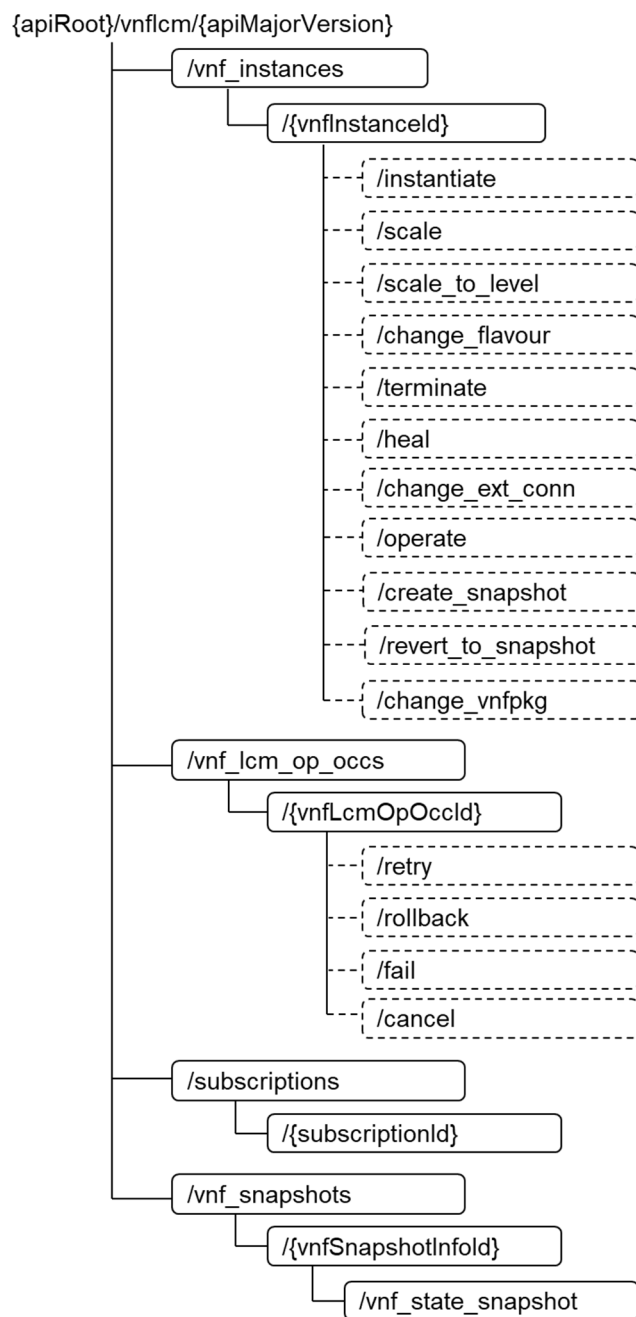 {apiRoot}/vnflcm/{apiMajorVersion}
/vnf_instances
/{vnfInstanceId}
/instantiate
/scale
/scale_to_level
/change_flavour
/terminate
/heal
/change_ext_conn
/operate
/create_snapshot
/revert_to_snapshot
/change_vnfpkg
/vnf_lcm_op_occs
/{vnfLcmOpOccId}
/retry
/rollback
/fail
/cancel
/subscriptions
/{subscriptionId}
/vnf_snapshots
/{vnfSnapshotInfoId}
/vnf_state_snapshot